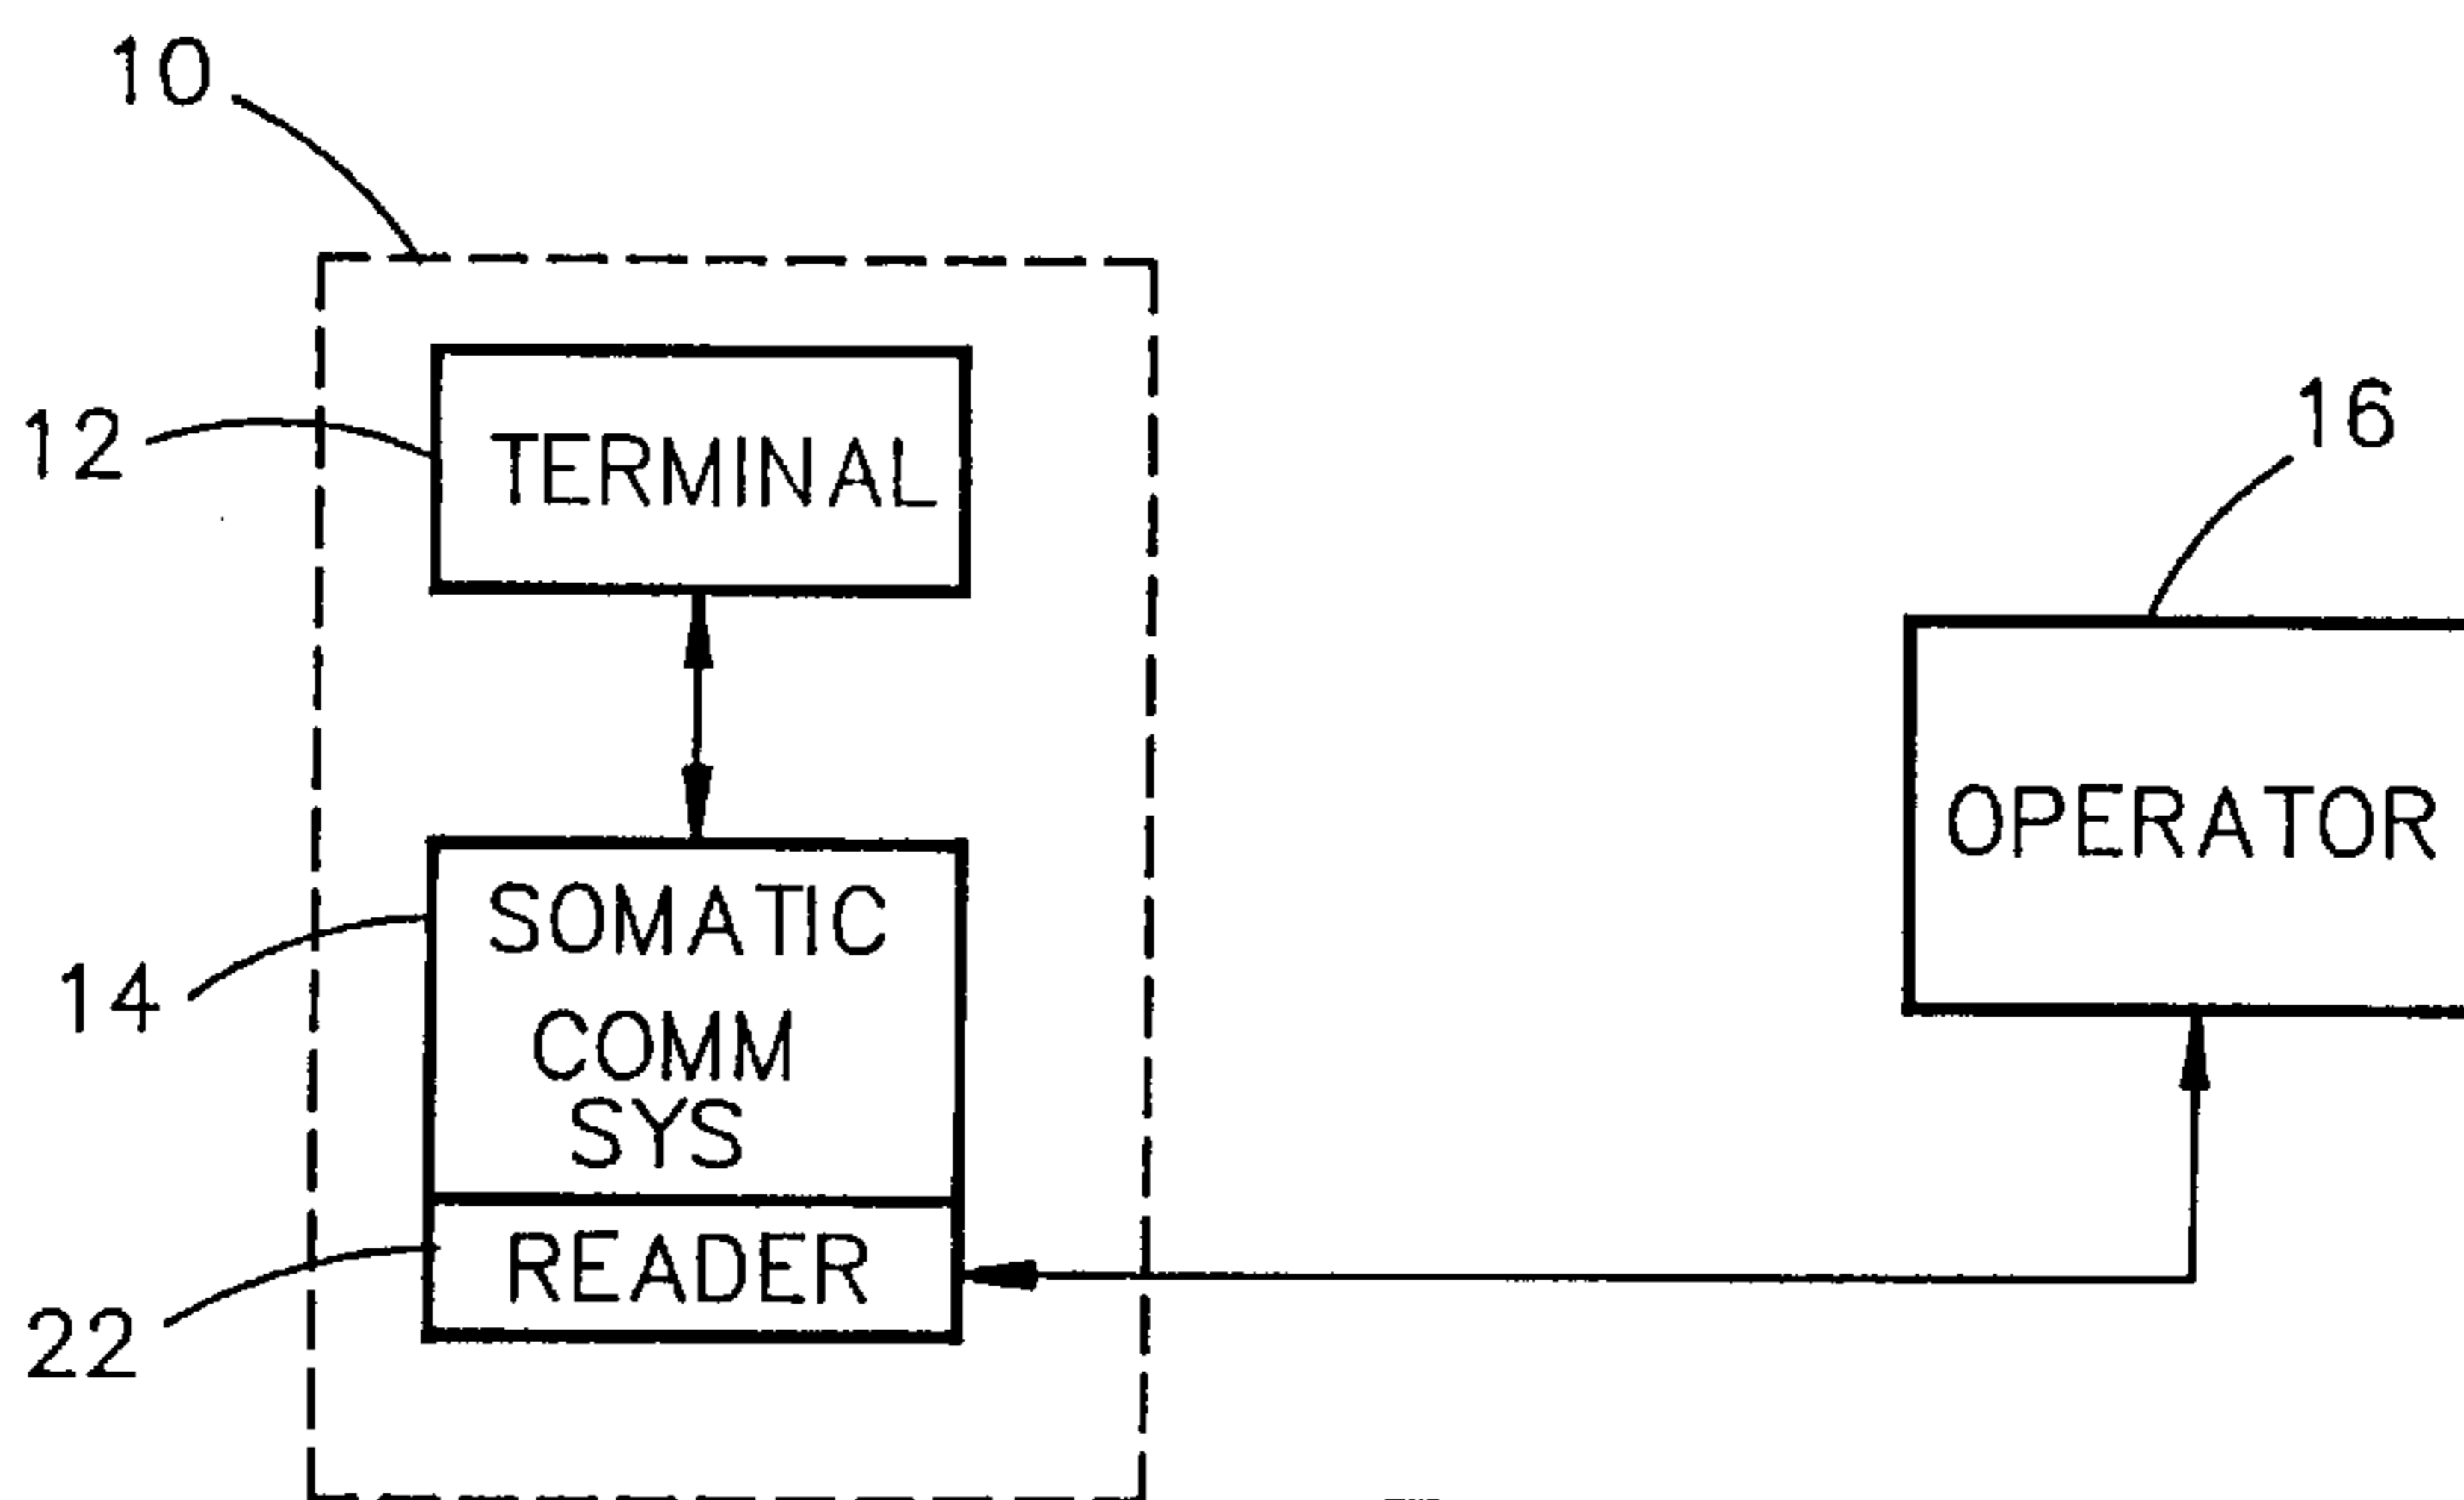 10
12
TERMINAL
16
OPERATOR
14
SOMATIC
COMM
SYS
22
READER